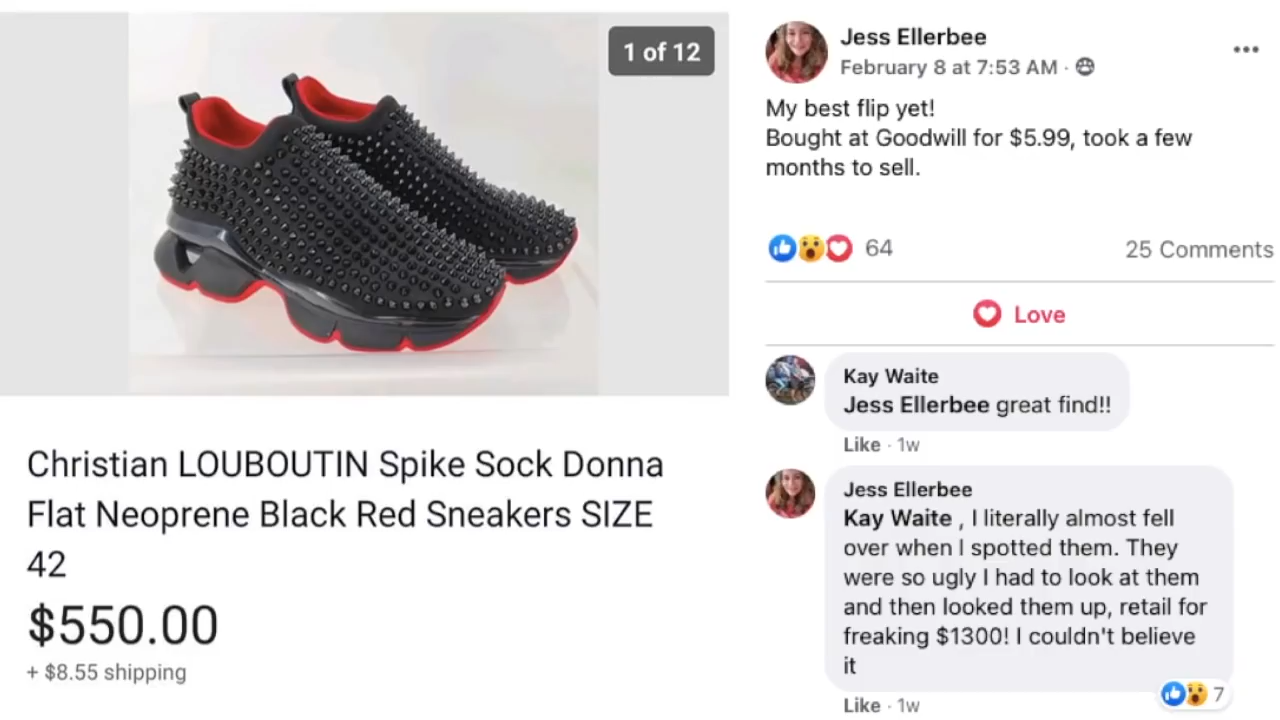 1 of 12
Christian LOUBOUTIN Spike Sock Donna
Flat Neoprene Black Red Sneakers SIZE
42
$550.00
+ $8.55 shipping
Jess Ellerbee
February 8 at 7:53 AM ·
My best flip yet!
Bought at Goodwill for $5.99, took a few
months to sell.
64
25 Comments
Love
Kay Waite
Jess Ellerbee great find!!
Like · 1w
Jess Ellerbee
Kay Waite , I literally almost fell
over when I spotted them. They
were so ugly I had to look at them
and then looked them up, retail for
freaking $1300! I couldn't believe
it
7
Like · 1w